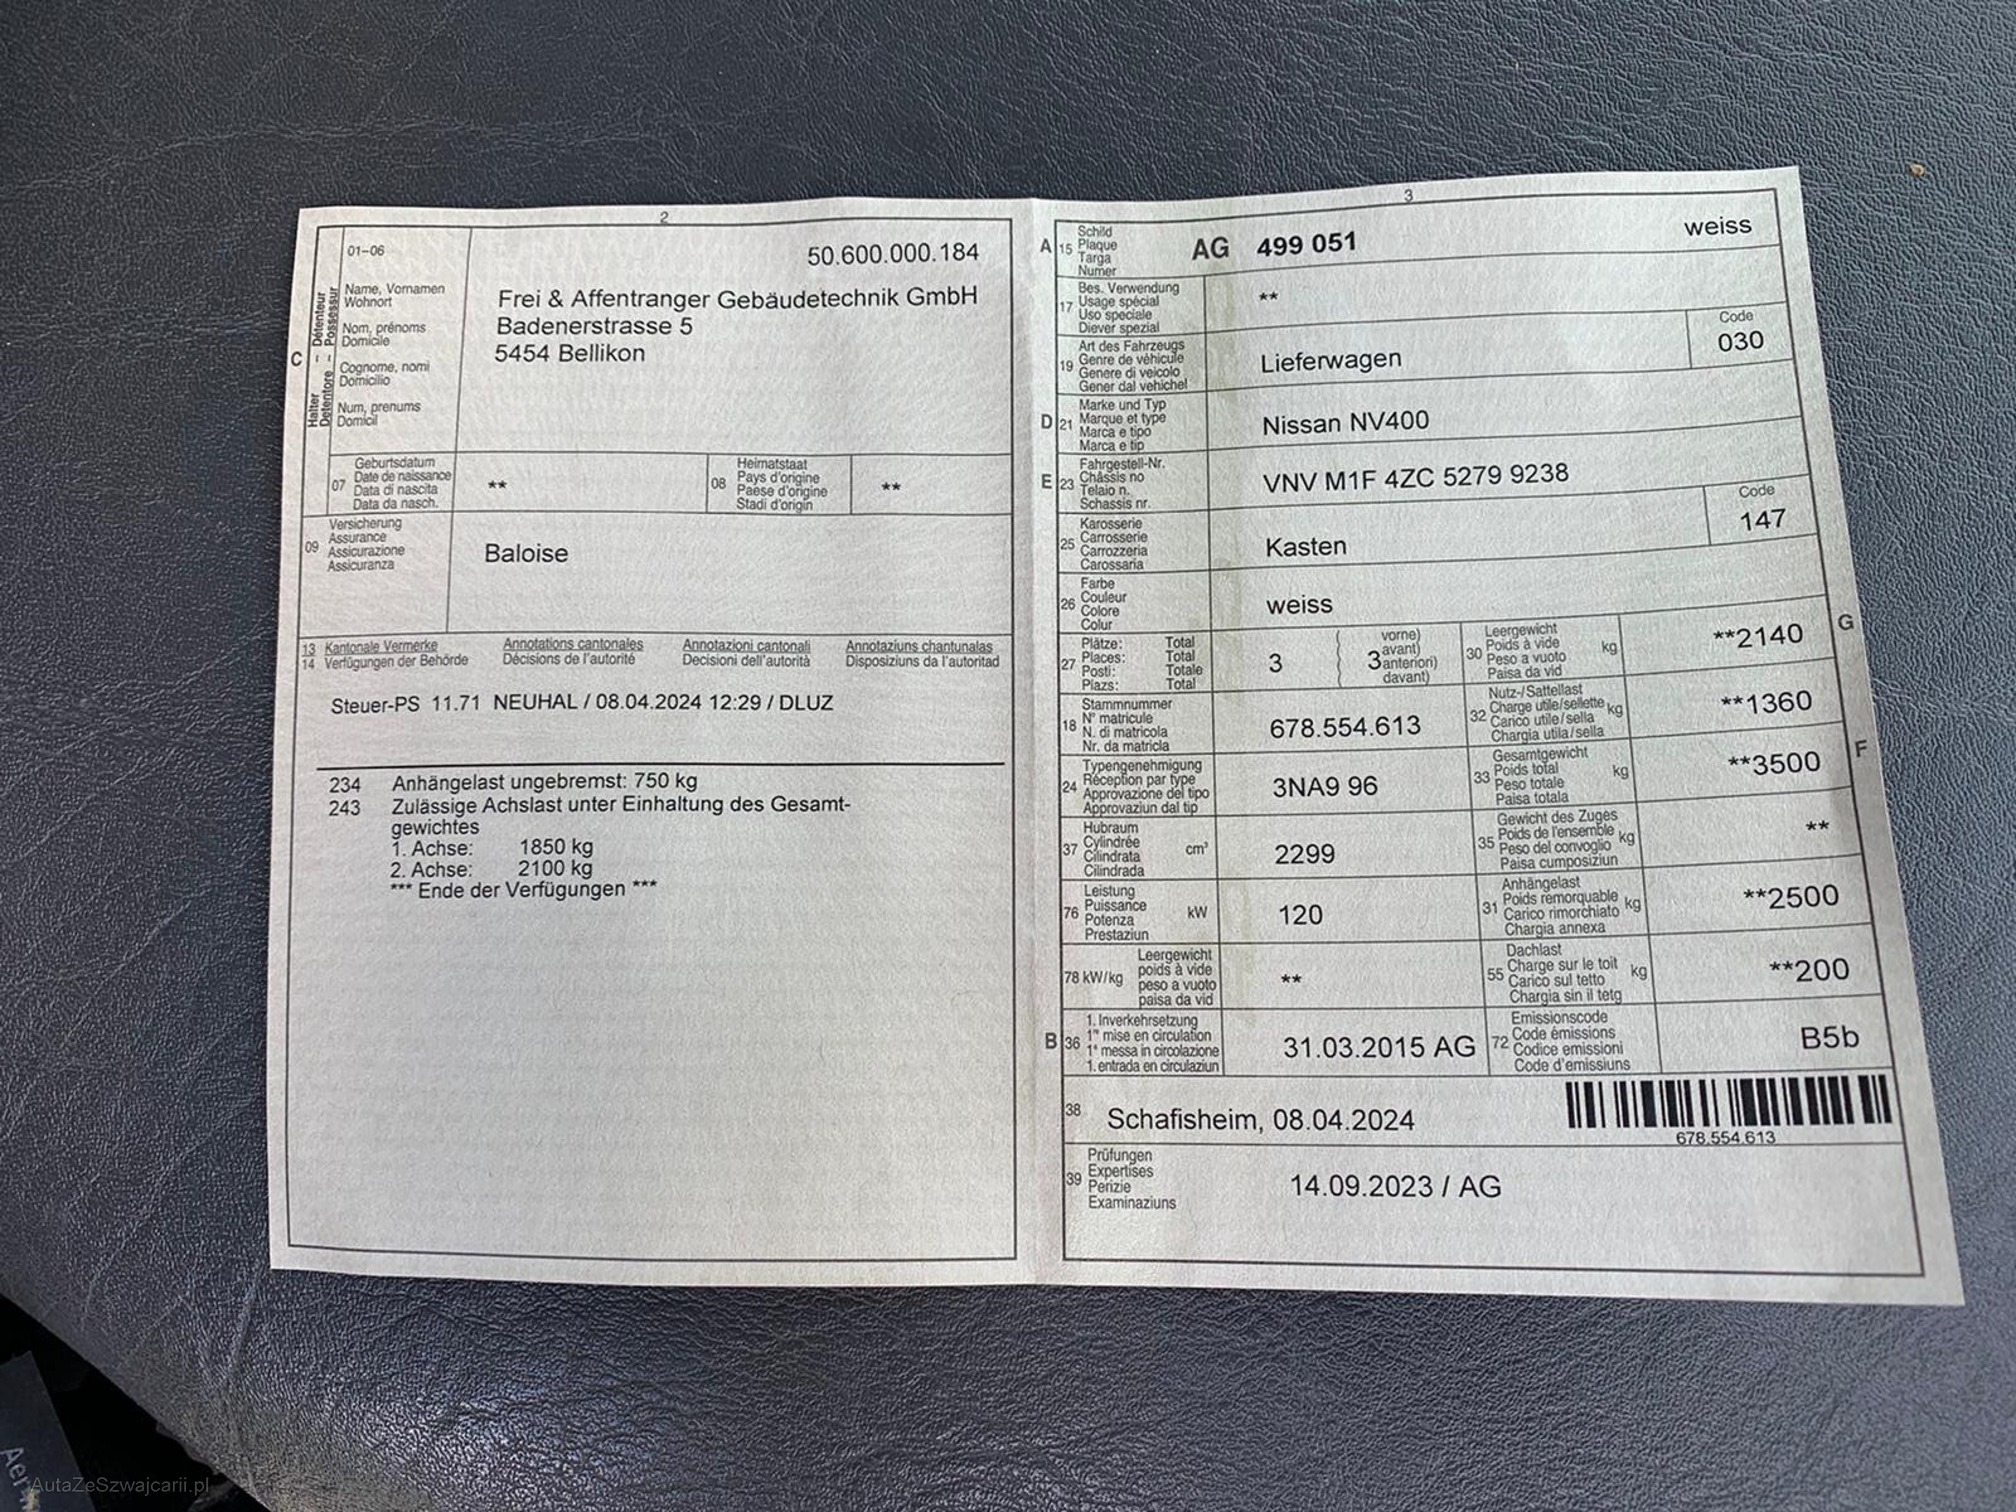 2
01–06
50.600.000.184
Halter – Détenteur
Detentore – Possessur
C
Name, Vornamen
Wohnort
Nom, prénoms
Domicile
Cognome, nomi
Domicilio
Num, prenums
Domicil
Frei & Affentranger Gebäudetechnik GmbH
Badenerstrasse 5
5454 Bellikon
07
Geburtsdatum
Date de naissance
Data di nascita
Data da nasch.
**
08
Heimatstaat
Pays d'origine
Paese d'origine
Stadi d'origin
**
09
Versicherung
Assurance
Assicurazione
Assicuranza
Baloise
13 Kantonale Vermerke Annotations cantonales Annotazioni cantonali Annotaziuns chantunalas
14 Verfügungen der Behörde Décisions de l'autorité Decisioni dell'autorità Disposiziuns da l'autoritad
Steuer-PS 11.71 NEUHAL / 08.04.2024 12:29 / DLUZ
234 Anhängelast ungebremst: 750 kg
243 Zulässige Achslast unter Einhaltung des Gesamt-
gewichtes
1. Achse: 1850 kg
2. Achse: 2100 kg
*** Ende der Verfügungen ***
3
A
15
Schild
Plaque
Targa
Numer
AG 499 051
weiss
17
Bes. Verwendung
Usage spécial
Uso speciale
Diever spezial
**
19
Art des Fahrzeugs
Genre de véhicule
Genere di veicolo
Gener dal vehichel
Lieferwagen
Code
030
D
21
Marke und Typ
Marque et type
Marca e tipo
Marca e tip
Nissan NV400
E
23
Fahrgestell-Nr.
Châssis no
Telaio n.
Schassis nr.
VNV M1F 4ZC 5279 9238
25
Karosserie
Carrosserie
Carrozzeria
Carossaria
Kasten
Code
147
26
Farbe
Couleur
Colore
Colur
weiss
27
Plätze: Total
Places: Total
Posti: Totale
Plazs: Total
3
3
vorne)
avant)
anteriori)
davant)
30
Leergewicht
Poids à vide
Peso a vuoto
Paisa da vid
kg
**2140
G
18
Stammnummer
N° matricule
N. di matricola
Nr. da matricla
678.554.613
32
Nutz-/Sattellast
Charge utile/sellette
Carico utile/sella
Chargia utila/sella
kg
**1360
24
Typengenehmigung
Réception par type
Approvazione del tipo
Approvaziun dal tip
3NA9 96
33
Gesamtgewicht
Poids total
Peso totale
Paisa totala
kg
**3500
F
37
Hubraum
Cylindrée
Cilindrata
Cilindrada
cm³
2299
35
Gewicht des Zuges
Poids de l'ensemble
Peso del convoglio
Paisa cumposiziun
kg
**
76
Leistung
Puissance
Potenza
Prestaziun
kW
120
31
Anhängelast
Poids remorquable
Carico rimorchiato
Chargia annexa
kg
**2500
78 kW/kg
Leergewicht
poids à vide
peso a vuoto
paisa da vid
**
55
Dachlast
Charge sur le toit
Carico sul tetto
Chargia sin il tetg
kg
**200
B
36
1. Inverkehrsetzung
1re mise en circulation
1a messa in circolazione
1. entrada en circulaziun
31.03.2015 AG
72
Emissionscode
Code émissions
Codice emissioni
Code d'emissiuns
B5b
38
Schafisheim, 08.04.2024
678.554.613
39
Prüfungen
Expertises
Perizie
Examinaziuns
14.09.2023 / AG
AutaZeSzwajcarii.pl